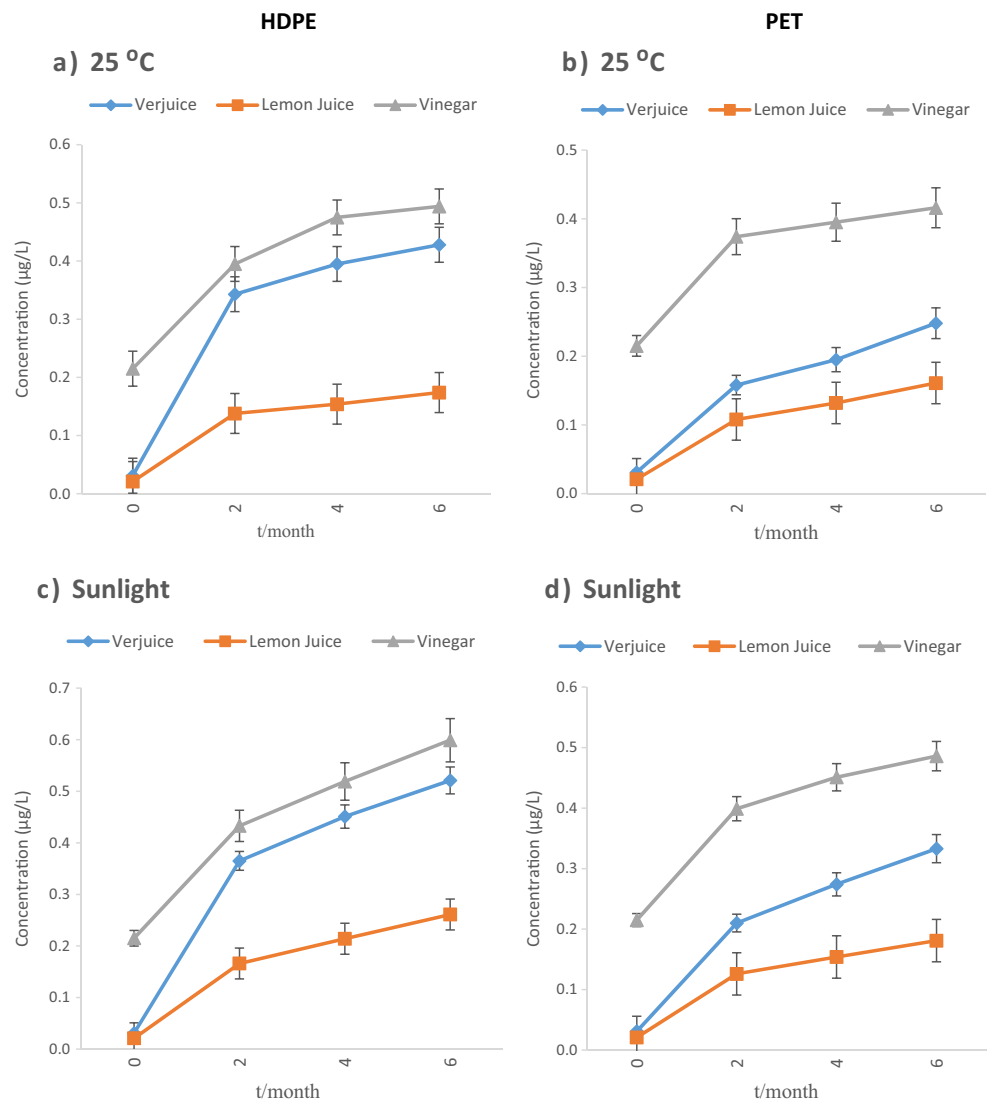 HDPE
PET
a) 25 °C
b) 25 °C
Verjuice Lemon Juice Vinegar
Verjuice Lemon Juice Vinegar
Concentration (µg/L)
0.6
0.5
0.4
0.3
0.2
0.1
0.0
0 2 4 6
t/month
Concentration (µg/L)
0.5
0.4
0.3
0.2
0.1
0.0
0 2 4 6
t/month
c) Sunlight
d) Sunlight
Verjuice Lemon Juice Vinegar
Verjuice Lemon Juice Vinegar
Concentration (µg/L)
0.7
0.6
0.5
0.4
0.3
0.2
0.1
0.0
0 2 4 6
t/month
Concentration (µg/L)
0.6
0.5
0.4
0.3
0.2
0.1
0.0
0 2 4 6
t/month